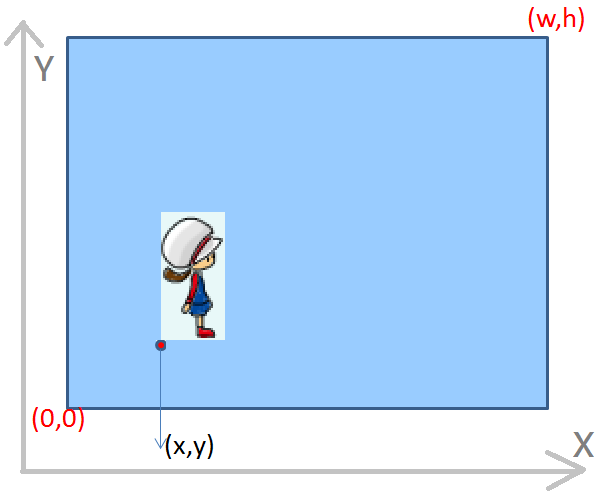 (w,h)
Y
(0,0)
(x,y)
X